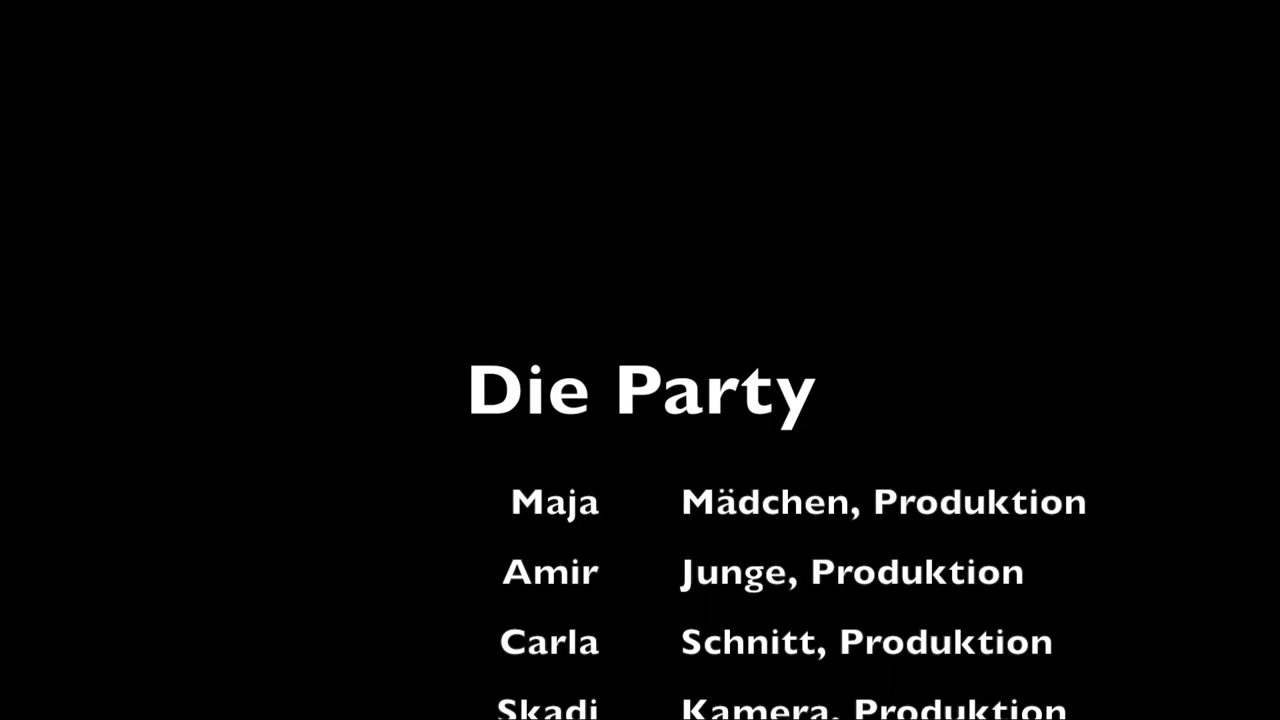 Die Party
Maja Mädchen, Produktion
Amir Junge, Produktion
Carla Schnitt, Produktion
Skadi Kamera, Produktion